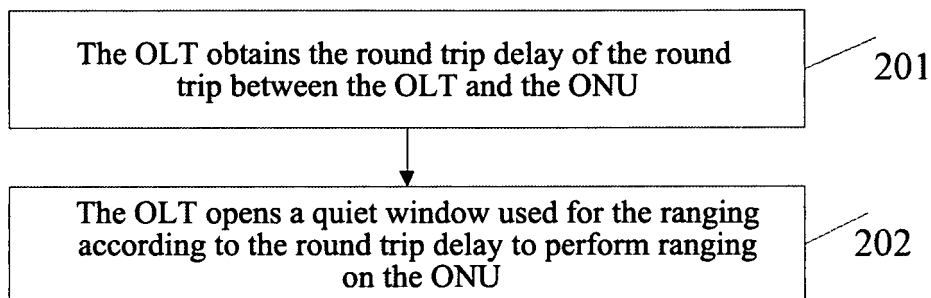 The OLT obtains the round trip delay of the round
trip between the OLT and the ONU
201
The OLT opens a quiet window used for the ranging
according to the round trip delay to perform ranging
on the ONU
202